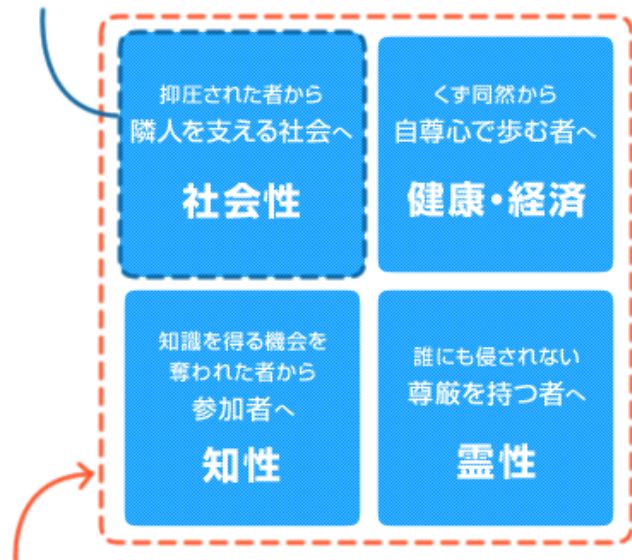 抑圧された者から
隣人を支える社会へ
社会性
くず同然から
自尊心で歩む者へ
健康・経済
知識を得る機会を
奪われた者から
参加者へ
知性
誰にも侵されない
尊厳を持つ者へ
霊性